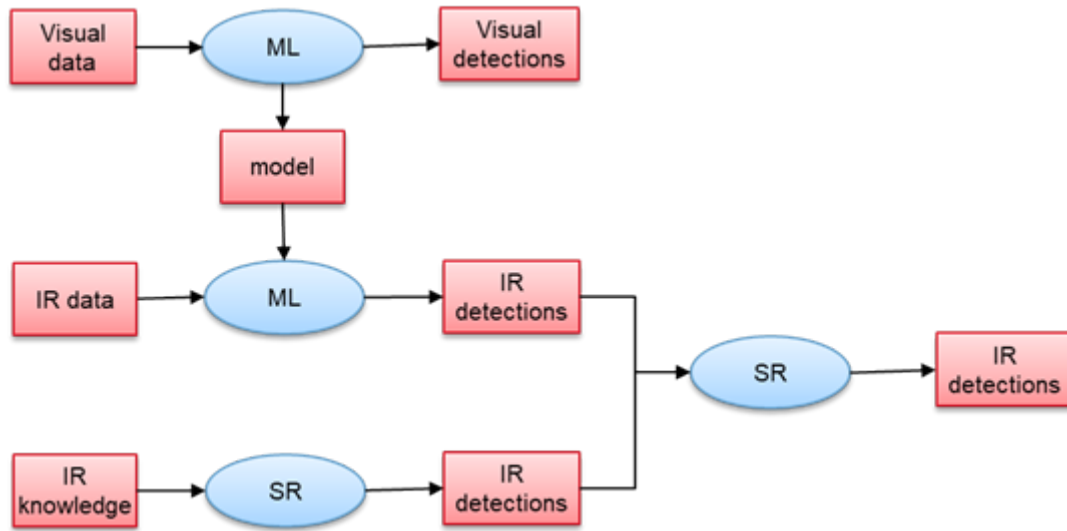 Visual
data
ML
Visual
detections
model
IR data
ML
IR
detections
SR
IR
detections
IR
knowledge
SR
IR
detections